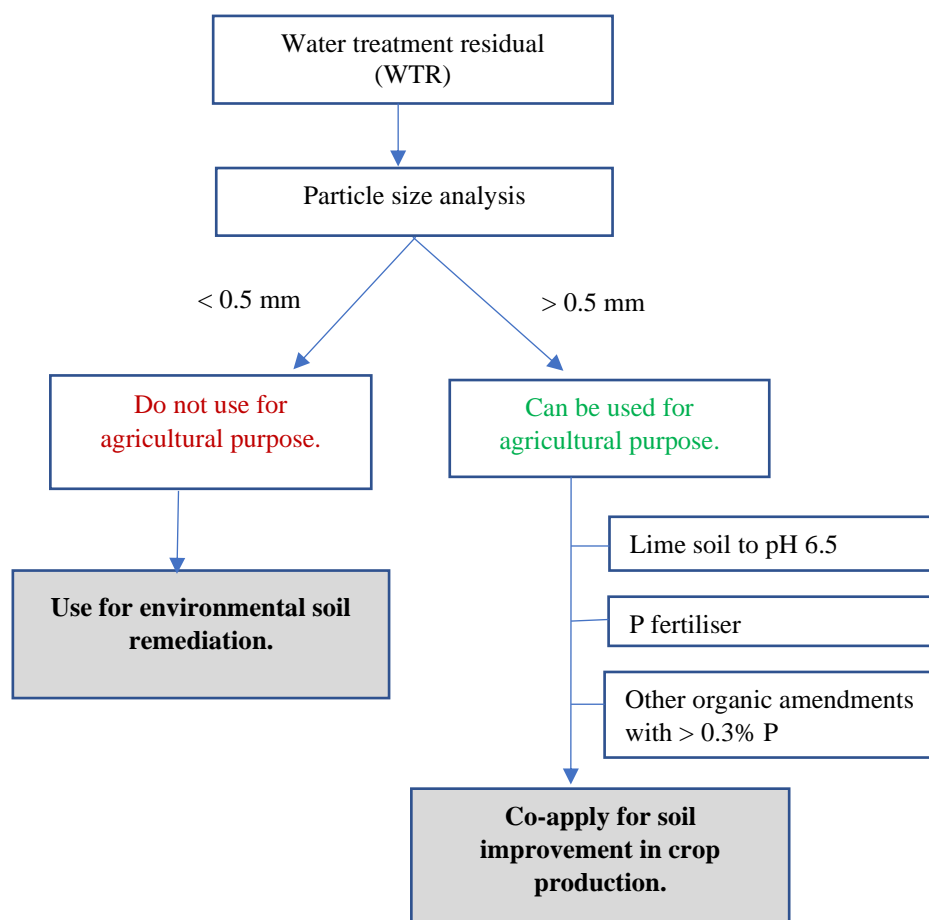 Water treatment residual
(WTR)
Particle size analysis
< 0.5 mm
> 0.5 mm
Do not use for
agricultural purpose.
Can be used for
agricultural purpose.
Lime soil to pH 6.5
Use for environmental soil
remediation.
P fertiliser
Other organic amendments
with > 0.3% P
Co-apply for soil
improvement in crop
production.